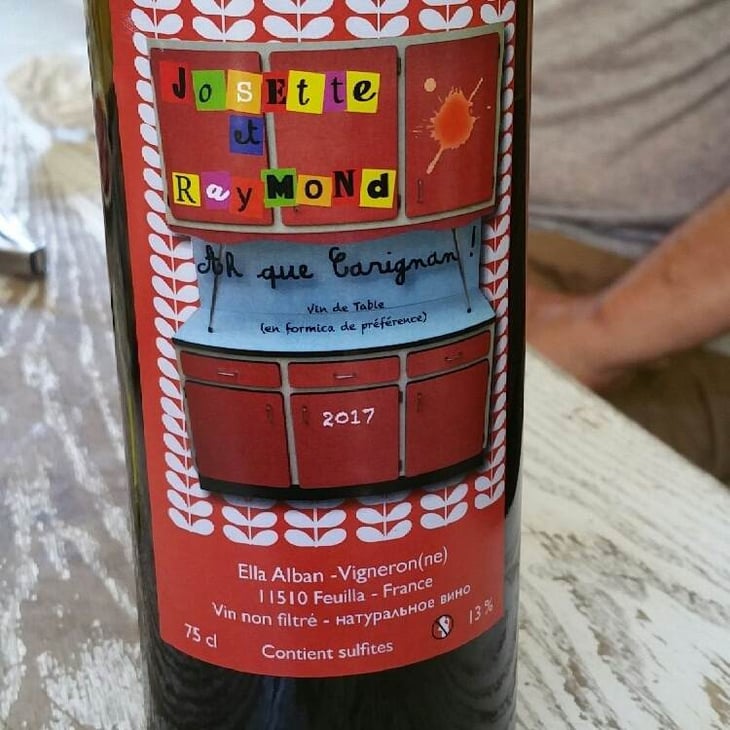 JoSEtte
et
RayMoNd
Ah que Carignan !
Vin de Table
(en formica de préférence)
2017
Ella Alban -Vigneron(ne)
11510 Feuilla - France
Vin non filtré - натуральное вино
75 cl
13 %
Contient sulfites